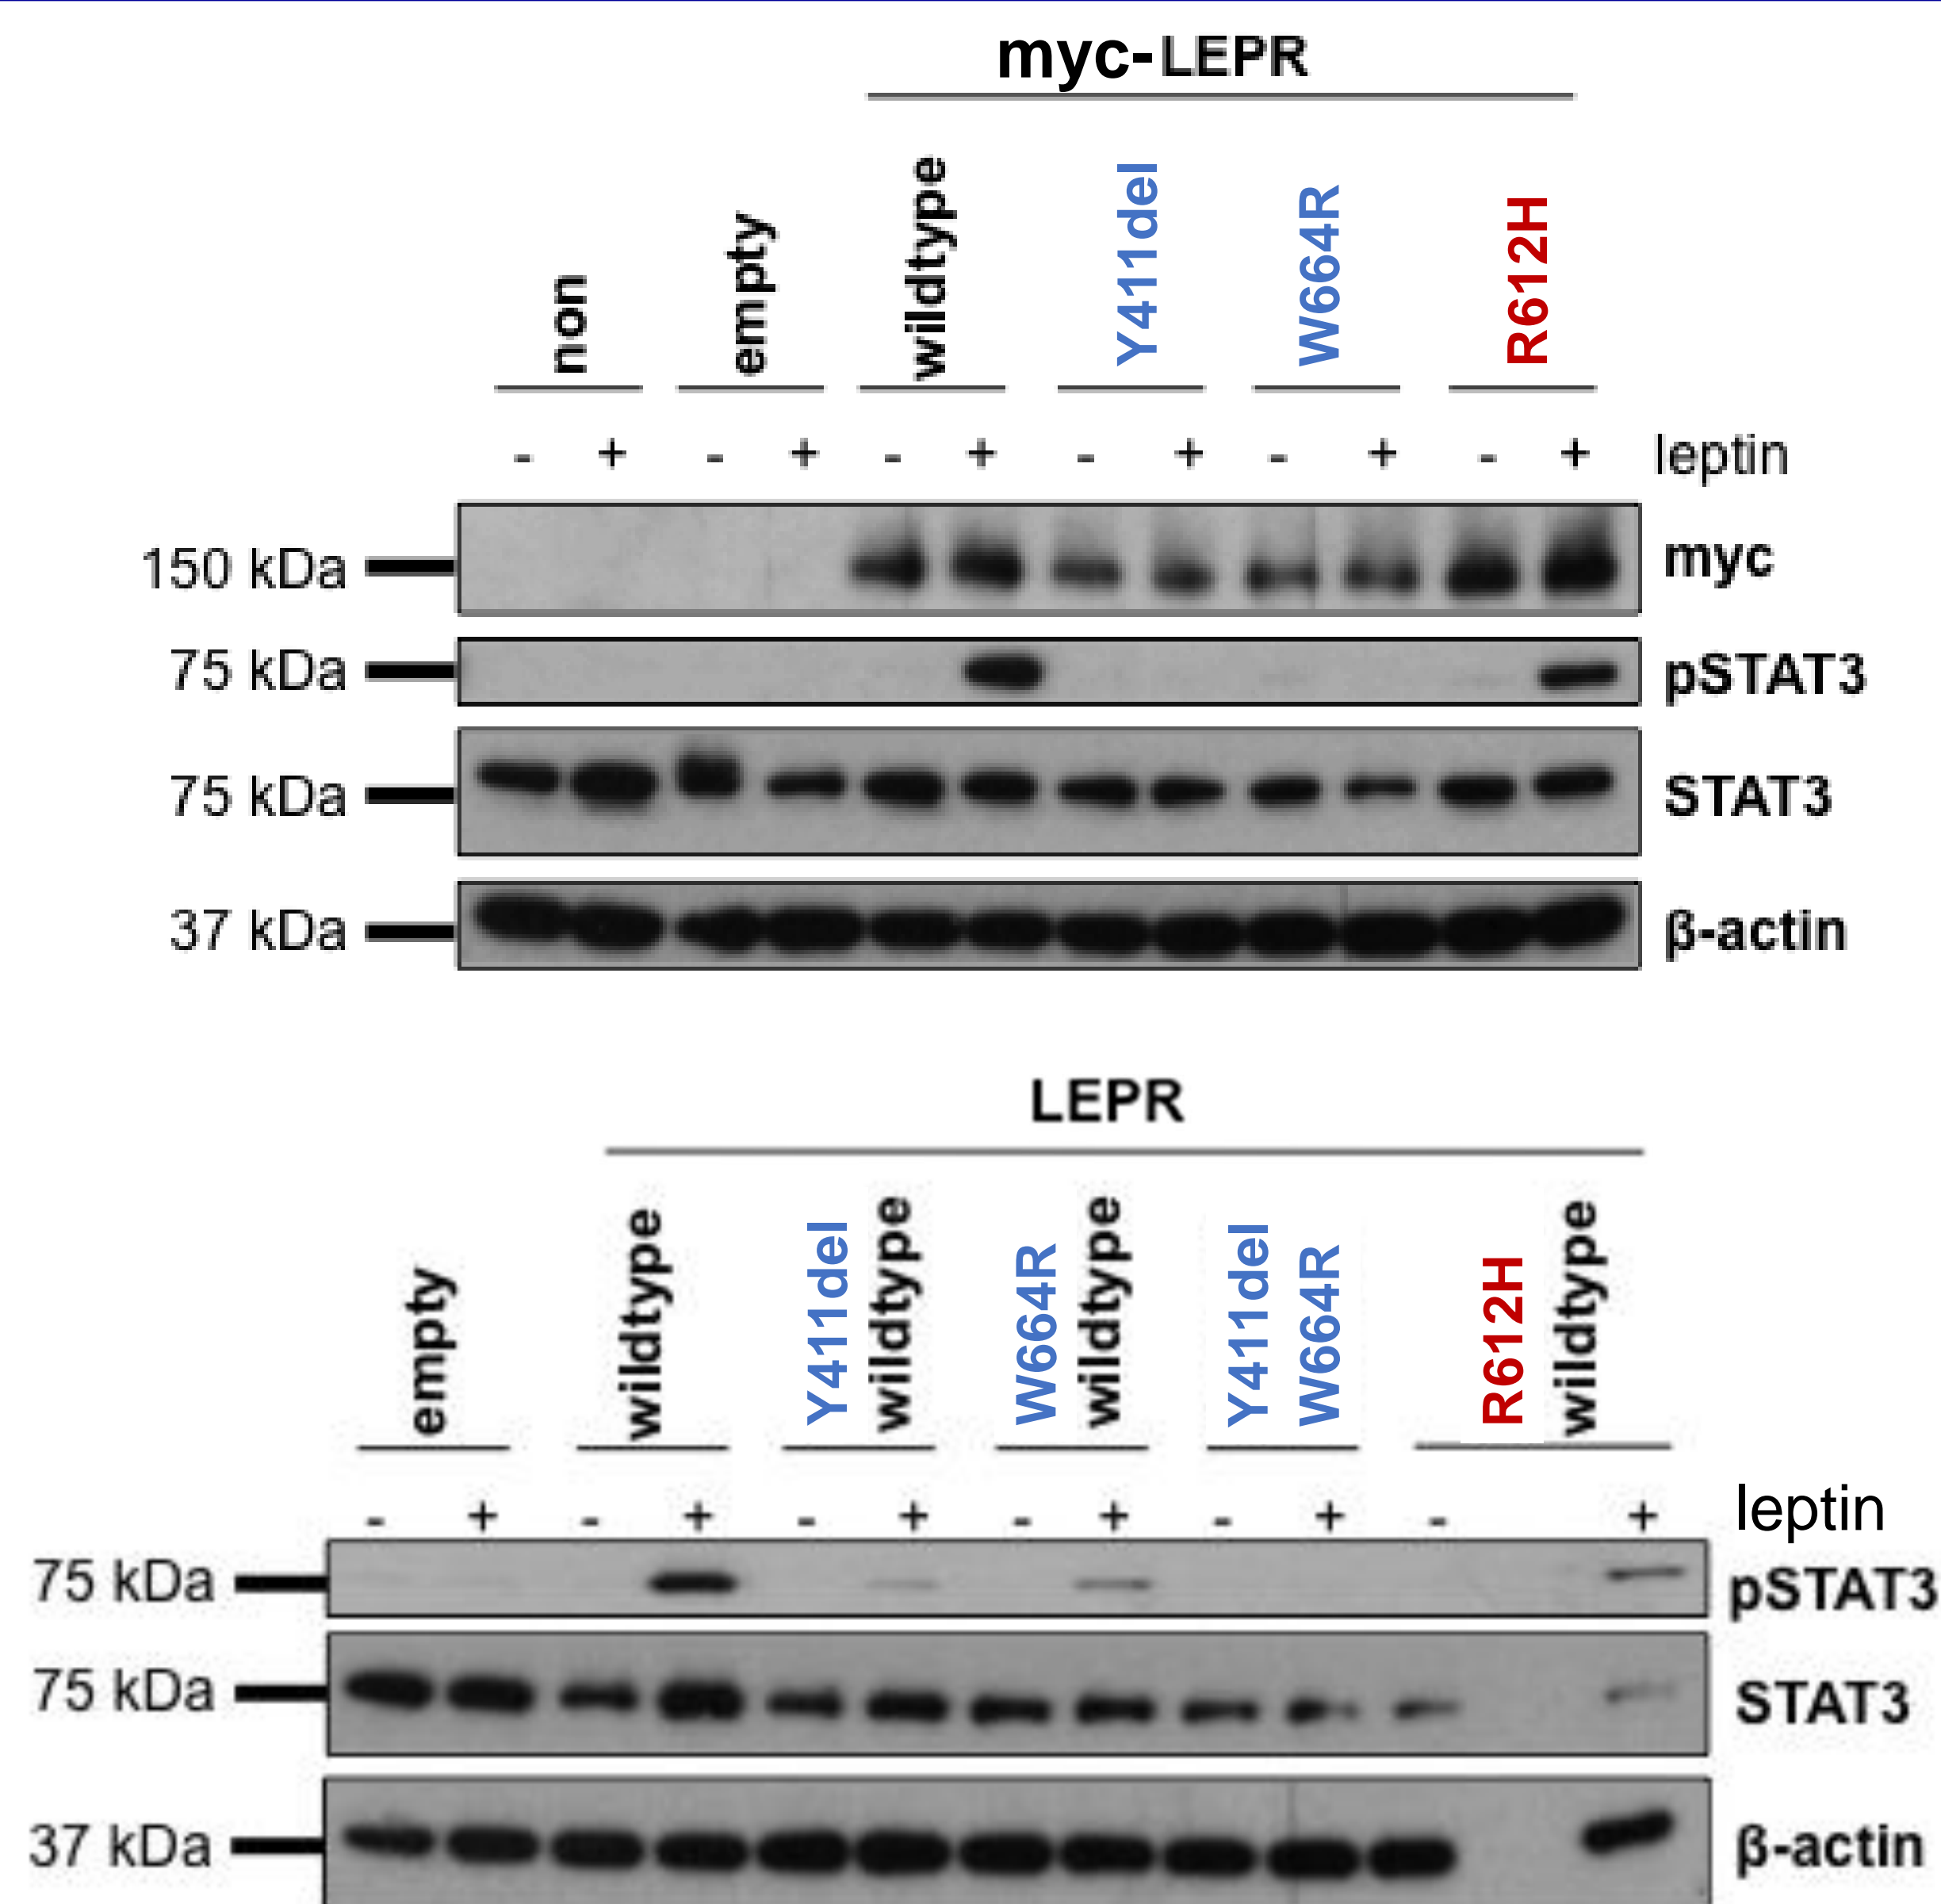 myc-LEPR
non empty wildtype Y411del W664R R612H
- + - + - + - + - + - + leptin
150 kDa myc
75 kDa pSTAT3
75 kDa STAT3
37 kDa β-actin
LEPR
empty wildtype Y411del wildtype W664R wildtype Y411del W664R R612H wildtype
- + - + - + - + - + - + leptin
75 kDa pSTAT3
75 kDa STAT3
37 kDa β-actin